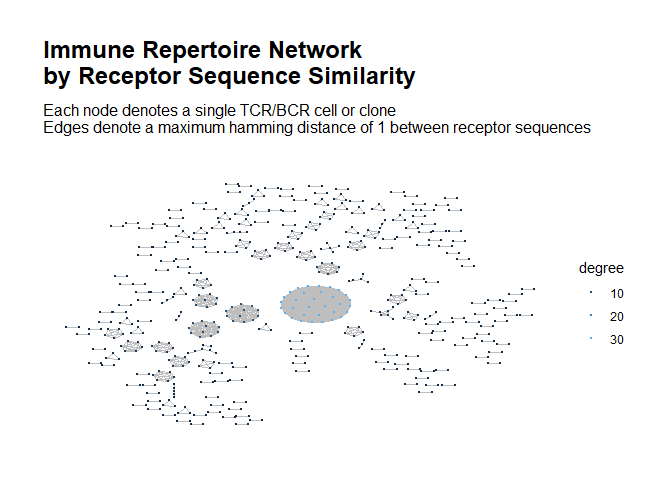 Immune Repertoire Network
by Receptor Sequence Similarity
Each node denotes a single TCR/BCR cell or clone
Edges denote a maximum hamming distance of 1 between receptor sequences
degree
10
20
30